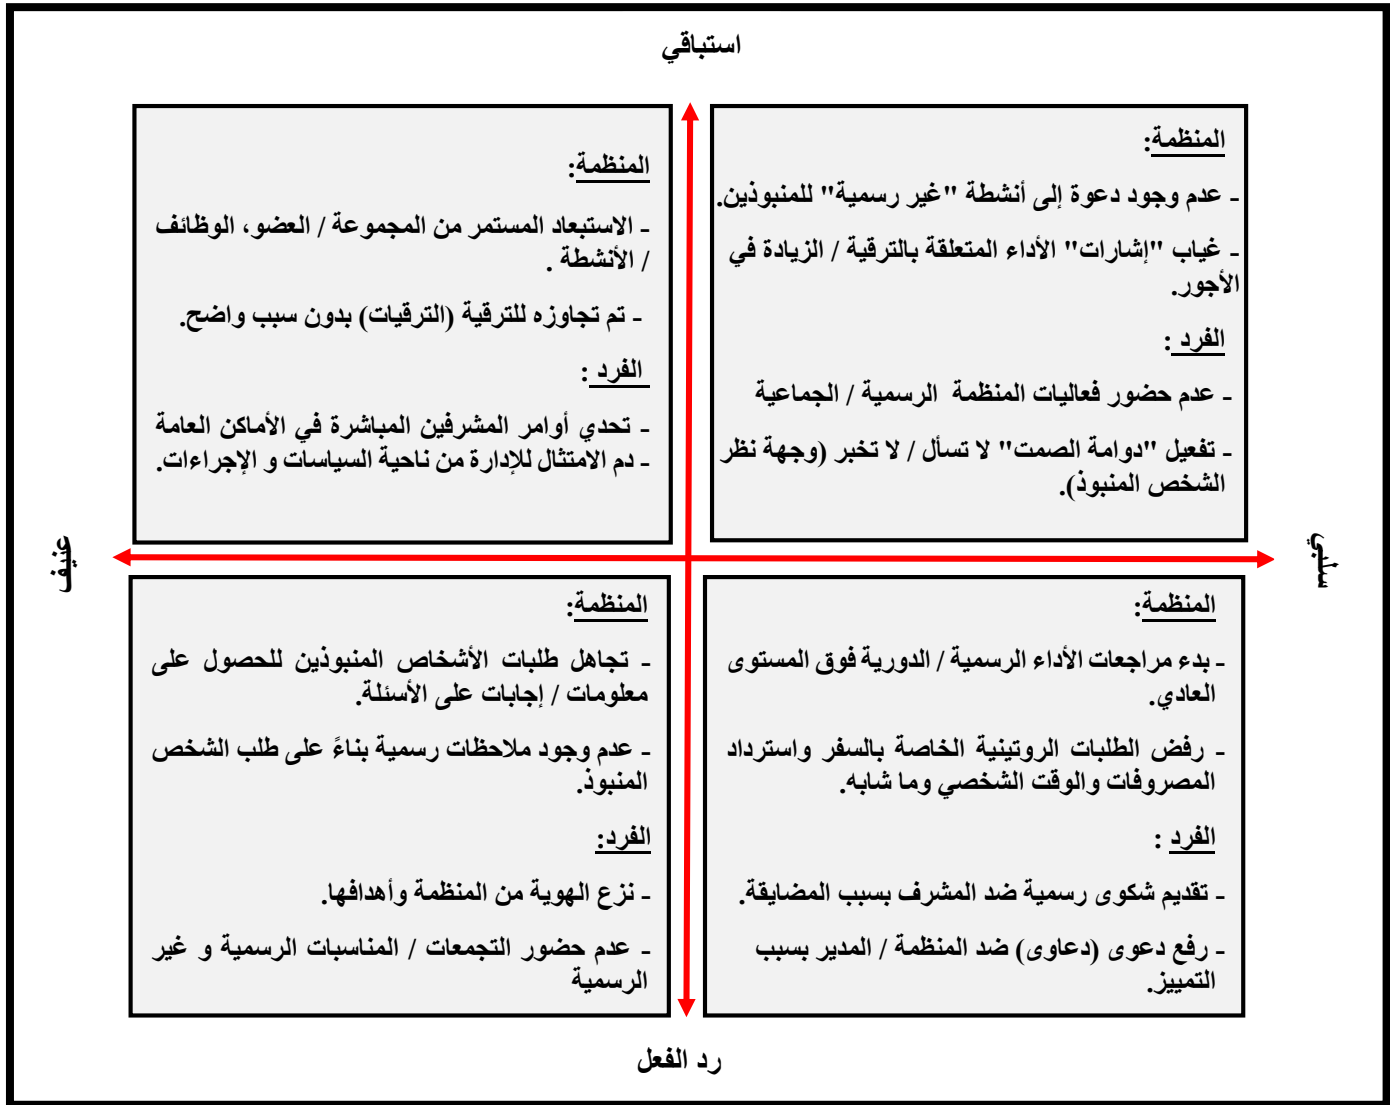 استباقي
المنظمة:
- عدم وجود دعوة إلى أنشطة "غير رسمية" للمنبوذين.
- غياب "إشارات" الأداء المتعلقة بالترقية / الزيادة في
الأجور.
الفرد :
- عدم حضور فعاليات المنظمة الرسمية / الجماعية
- تفعيل "دوامة الصمت" لا تسأل / لا تخبر (وجهة نظر
الشخص المنبوذ).
المنظمة:
- الاستبعاد المستمر من المجموعة / العضو، الوظائف
/ الأنشطة .
- تم تجاوزه للترقية (الترقيات) بدون سبب واضح.
الفرد :
- تحدي أوامر المشرفين المباشرة في الأماكن العامة
- دم الامتثال للإدارة من ناحية السياسات و الإجراءات.
سلبي
عنيف
المنظمة:
- بدء مراجعات الأداء الرسمية / الدورية فوق المستوى
العادي.
- رفض الطلبات الروتينية الخاصة بالسفر واسترداد
المصروفات والوقت الشخصي وما شابه.
الفرد :
- تقديم شكوى رسمية ضد المشرف بسبب المضايقة.
- رفع دعوى (دعاوى) ضد المنظمة / المدير بسبب
التمييز.
المنظمة:
- تجاهل طلبات الأشخاص المنبوذين للحصول على
معلومات / إجابات على الأسئلة.
- عدم وجود ملاحظات رسمية بناءً على طلب الشخص
المنبوذ.
الفرد:
- نزع الهوية من المنظمة وأهدافها.
- عدم حضور التجمعات / المناسبات الرسمية و غير
الرسمية
رد الفعل